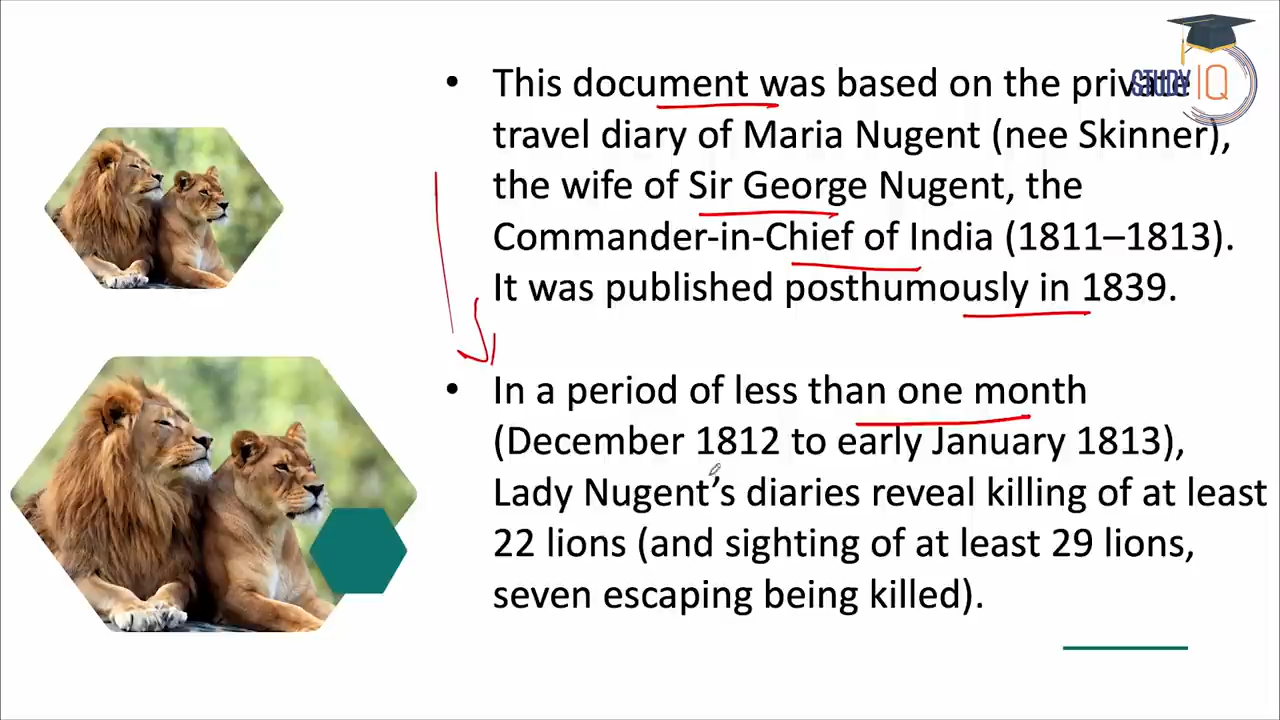 STUDY IQ
• This document was based on the private
travel diary of Maria Nugent (nee Skinner),
the wife of Sir George Nugent, the
Commander-in-Chief of India (1811–1813).
It was published posthumously in 1839.
• In a period of less than one month
(December 1812 to early January 1813),
Lady Nugent’s diaries reveal killing of at least
22 lions (and sighting of at least 29 lions,
seven escaping being killed).